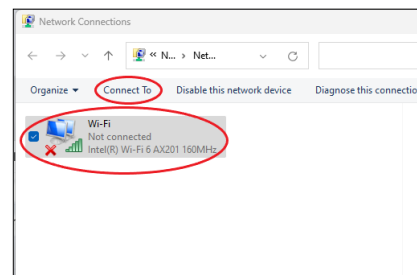 Network Connections
« N... › Net...
Organize Connect To Disable this network device Diagnose this connectio
Wi-Fi
Not connected
Intel(R) Wi-Fi 6 AX201 160MHz